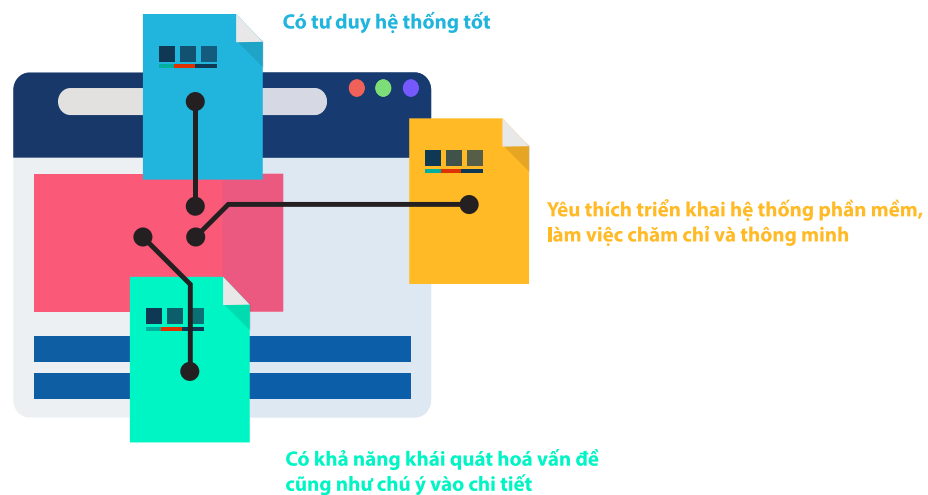 Có tư duy hệ thống tốt
Yêu thích triển khai hệ thống phần mềm,
làm việc chăm chỉ và thông minh
Có khả năng khái quát hoá vấn đề
cũng như chú ý vào chi tiết